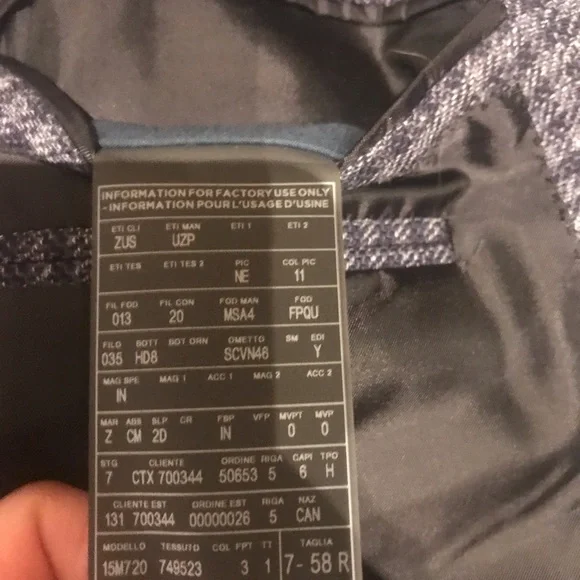 INFORMATION FOR FACTORY USE ONLY
- INFORMATION POUR L'USAGE D'USINE
ETI CLI ETI MAN ETI 1 ETI 2
ZUS UZP
ETI TES ETI TES 2 PIC COL PIC
NE 11
FIL FOD FIL CON FOD MAN FOD
013 20 MSA4 FPQU
FILO BOTT BOT ORN OMETTO SM EDI
035 HD8 SCVN46 Y
MAG SPE MAG 1 ACC 1 MAG 2 ACC 2
IN
MAN ABB SLP CR FBP VFP MVPT MVP
Z CM 2D IN 0 0
STG CLIENTE ORDINE RIGA CAPI TPO
7 CTX 700344 50653 5 6 H
CLIENTE EST ORDINE EST RIGA NAZ
131 700344 00000026 5 CAN
MODELLO TESSUTO COL FPT TT TAGLIA
15M720 749523 3 1 7- 58 R